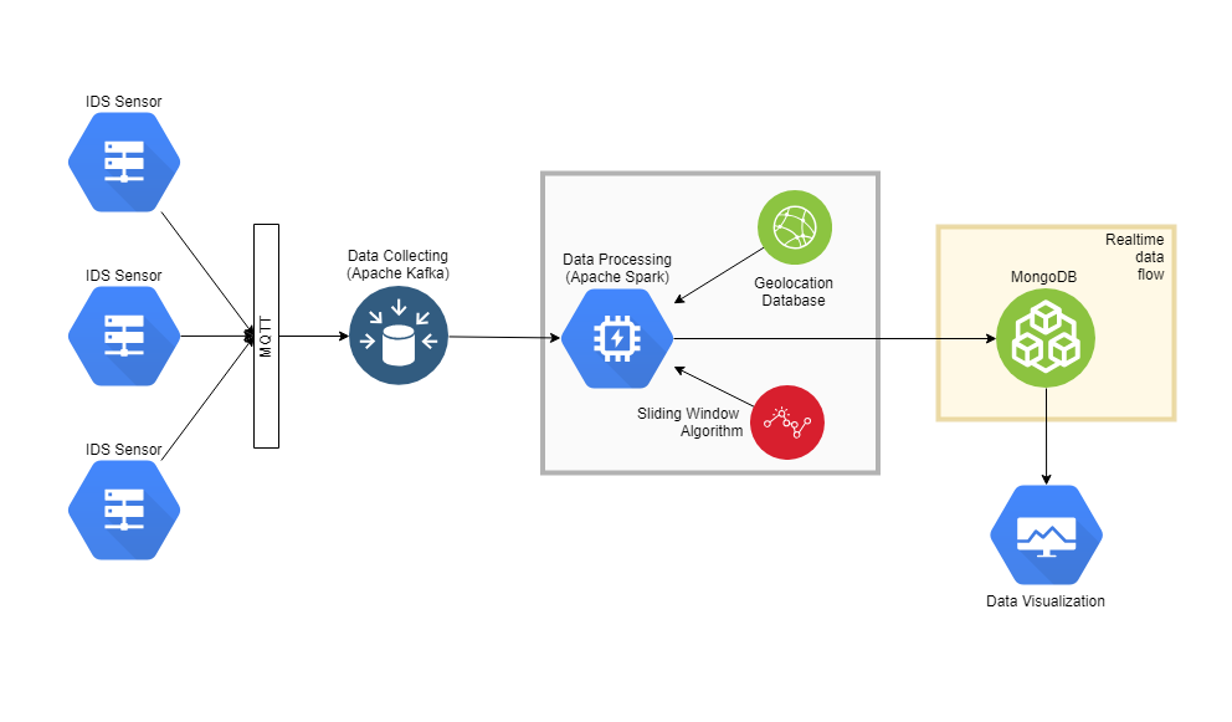 IDS Sensor
IDS Sensor
IDS Sensor
MQTT
Data Collecting
(Apache Kafka)
Data Processing
(Apache Spark)
Geolocation
Database
Sliding Window
Algorithm
Realtime
data
flow
MongoDB
Data Visualization